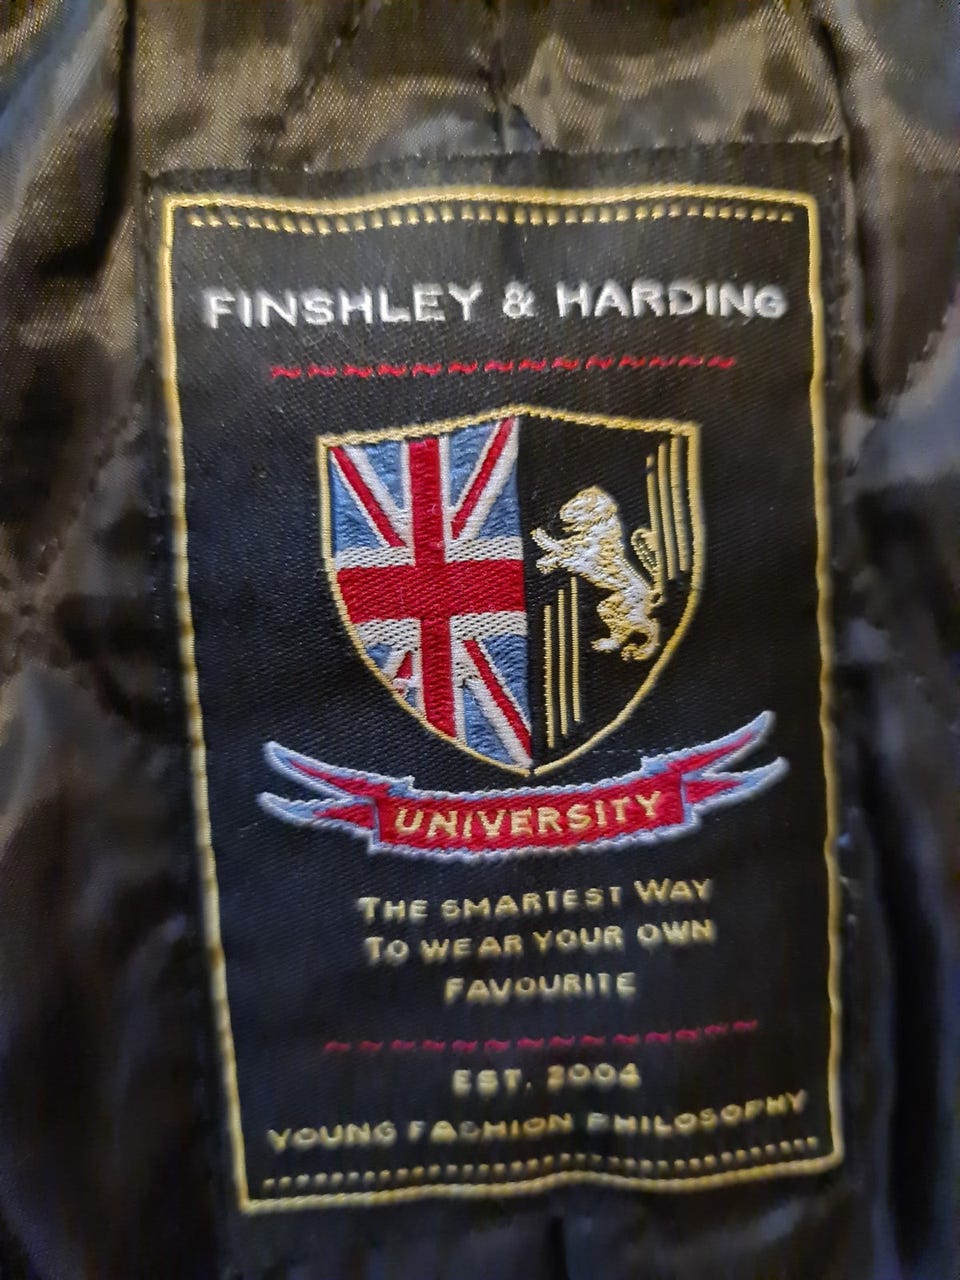 FINSHLEY & HARDING
UNIVERSITY
THE SMARTEST WAY
TO WEAR YOUR OWN
FAVOURITE
EST. 2004
YOUNG FASHION PHILOSOPHY